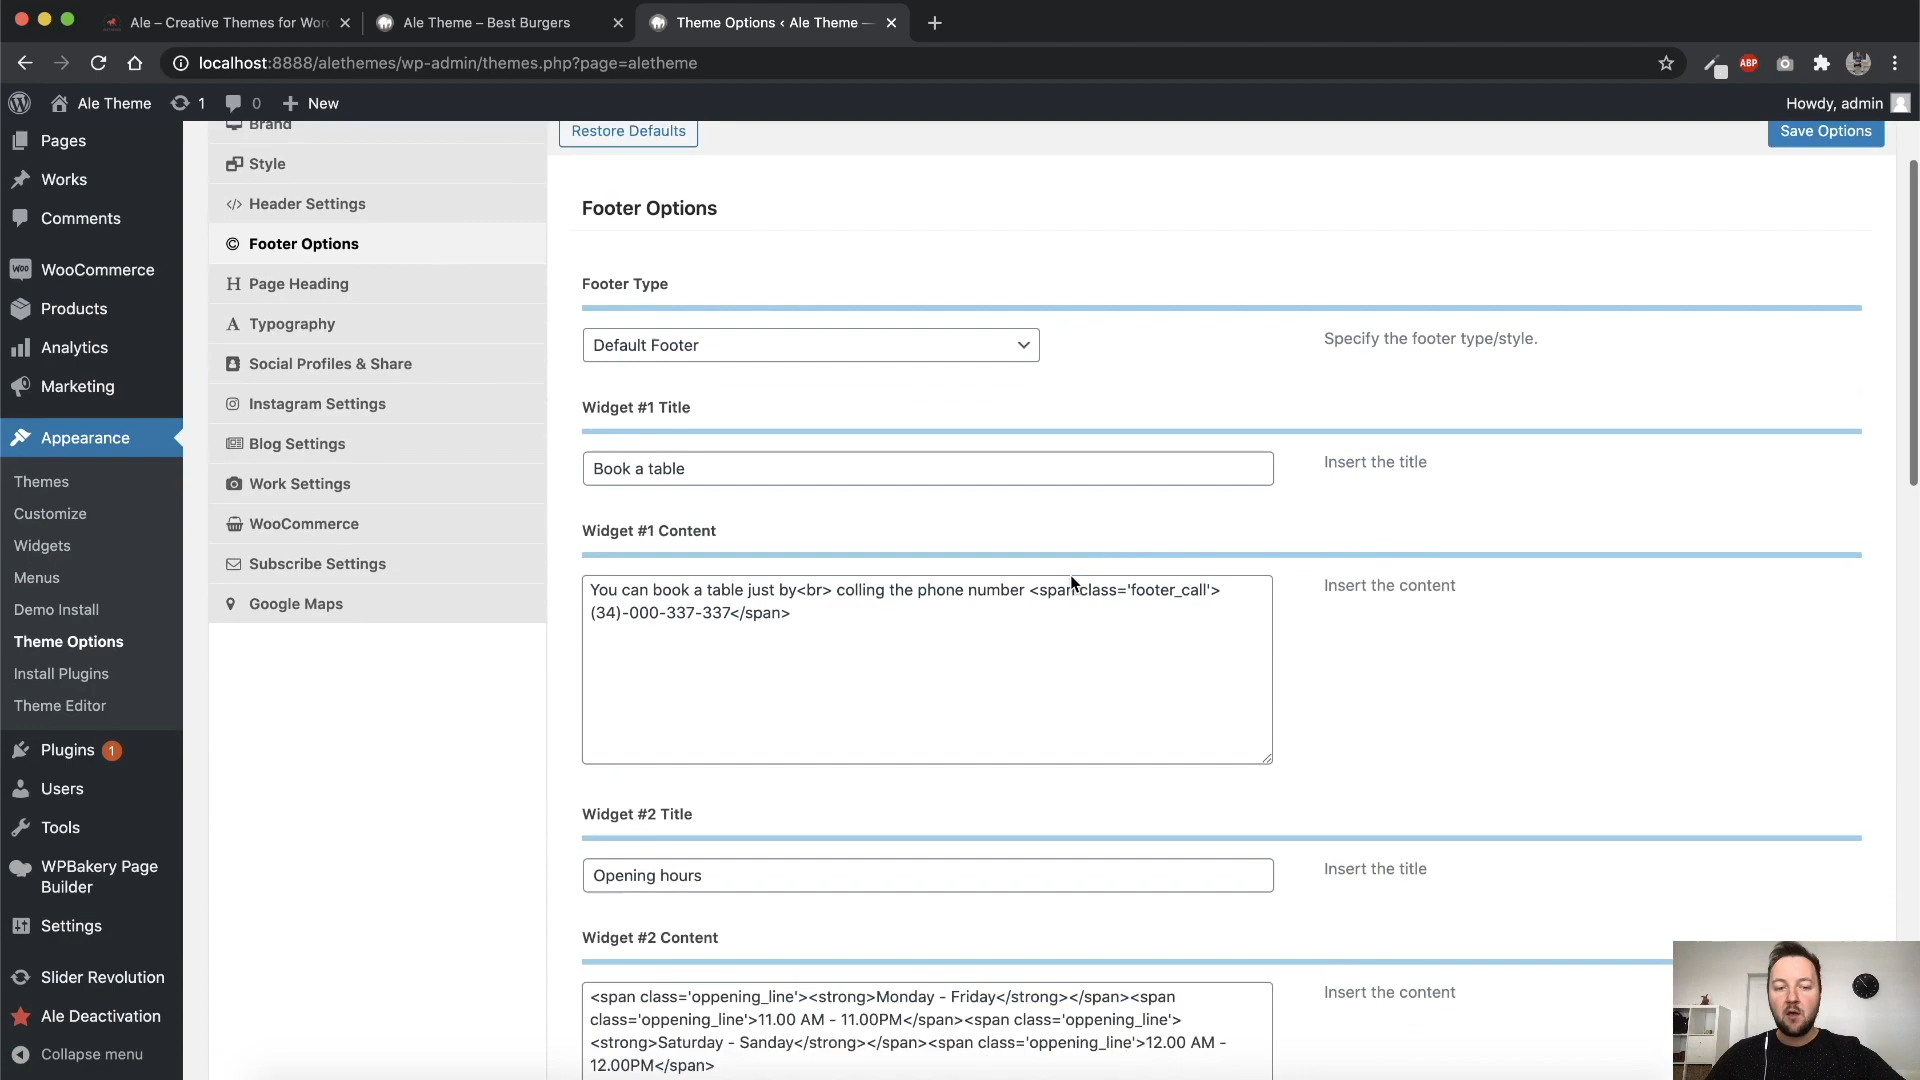 Ale – Creative Themes for Wor
Ale Theme – Best Burgers
Theme Options ‹ Ale Theme —
localhost:8888/alethemes/wp-admin/themes.php?page=aletheme
ABP
Ale Theme
1
0
New
Howdy, admin
Pages
Works
Comments
WOO WooCommerce
Products
Analytics
Marketing
Appearance
Themes
Customize
Widgets
Menus
Demo Install
Theme Options
Install Plugins
Theme Editor
Plugins 1
Users
Tools
WPBakery Page
Builder
Settings
Slider Revolution
Ale Deactivation
Collapse menu
Brand
Style
Header Settings
Footer Options
Page Heading
Typography
Social Profiles & Share
Instagram Settings
Blog Settings
Work Settings
WooCommerce
Subscribe Settings
Google Maps
Restore Defaults
Save Options
Footer Options
Footer Type
Default Footer
Specify the footer type/style.
Widget #1 Title
Book a table
Insert the title
Widget #1 Content
You can book a table just by<br> colling the phone number <span class='footer_call'>
(34)-000-337-337</span>
Insert the content
Widget #2 Title
Opening hours
Insert the title
Widget #2 Content
<span class='oppening_line'><strong>Monday - Friday</strong></span><span
class='oppening_line'>11.00 AM - 11.00PM</span><span class='oppening_line'>
<strong>Saturday - Sanday</strong></span><span class='oppening_line'>12.00 AM -
12.00PM</span>
Insert the content